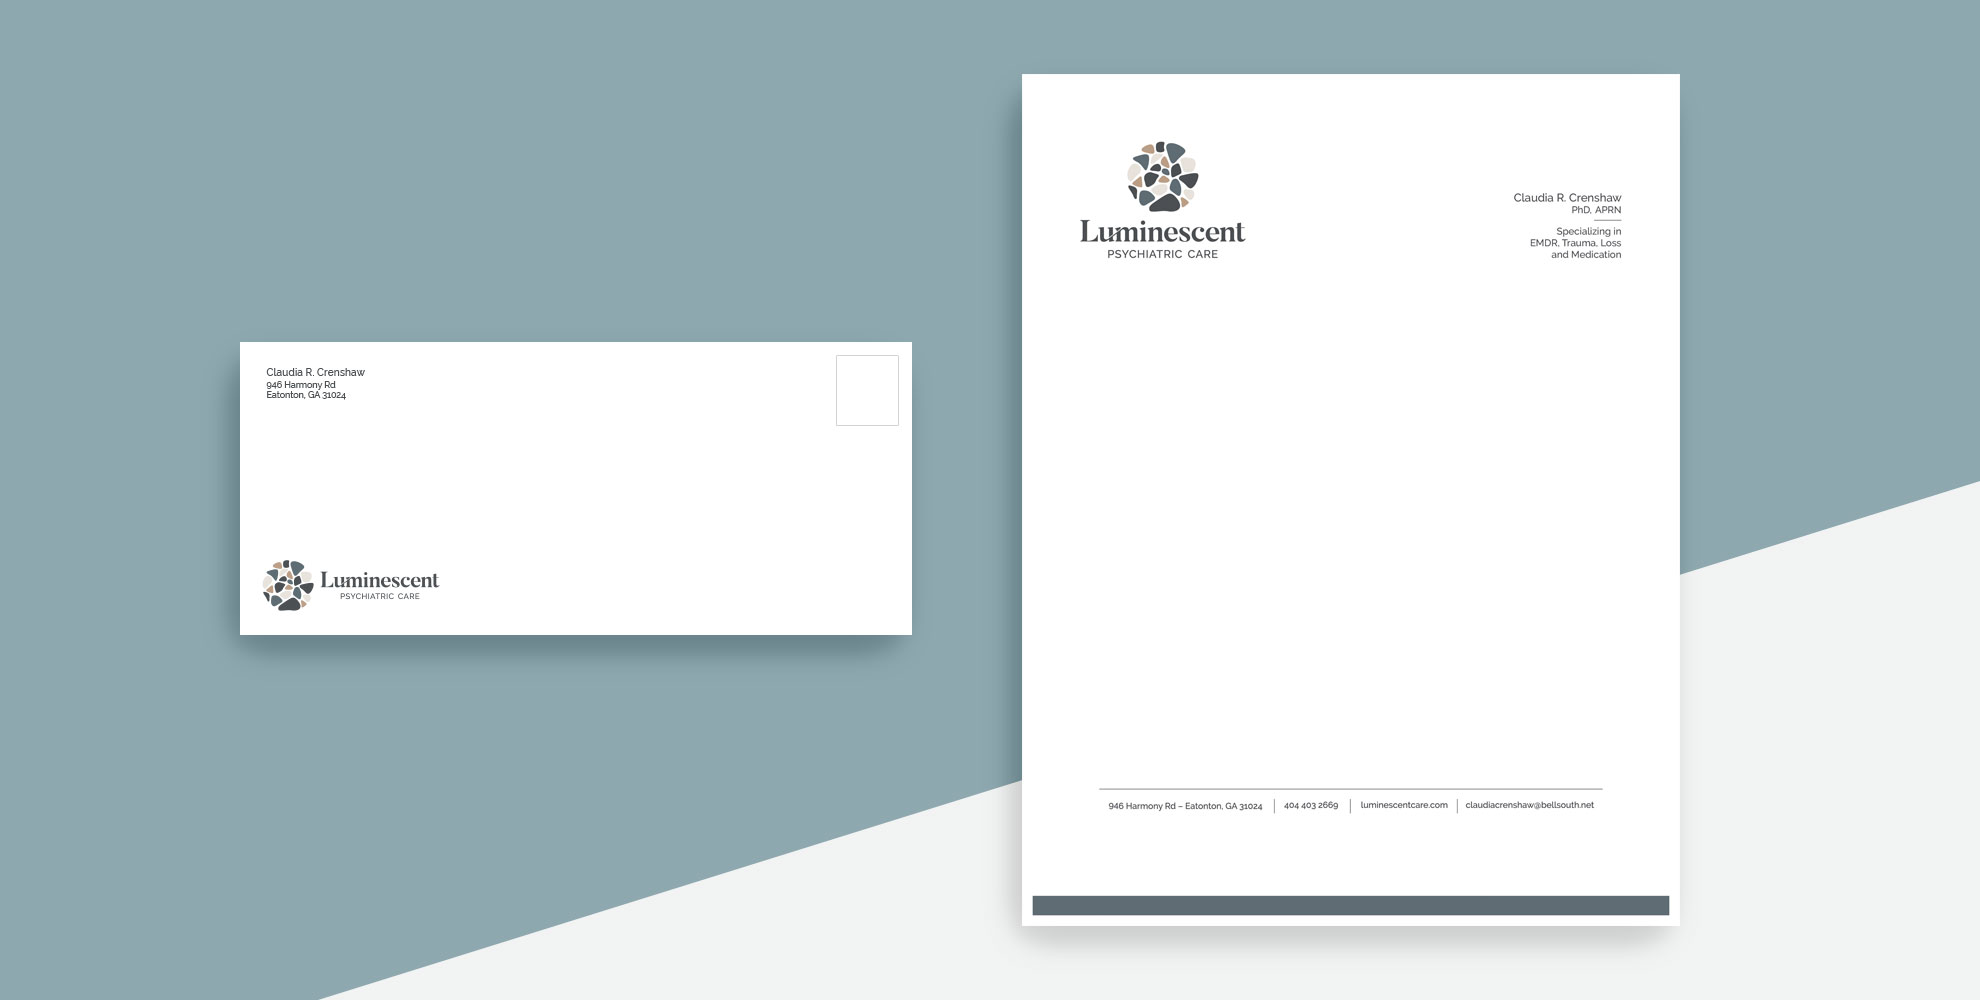 Claudia R. Crenshaw
946 Harmony Rd
Eatonton, GA 31024
Luminescent
PSYCHIATRIC CARE
Luminescent
PSYCHIATRIC CARE
Claudia R. Crenshaw
PhD, APRN
Specializing in
EMDR, Trauma, Loss
and Medication
946 Harmony Rd – Eatonton, GA 31024 | 404 403 2669 | luminescentcare.com | claudiacrenshaw@bellsouth.net